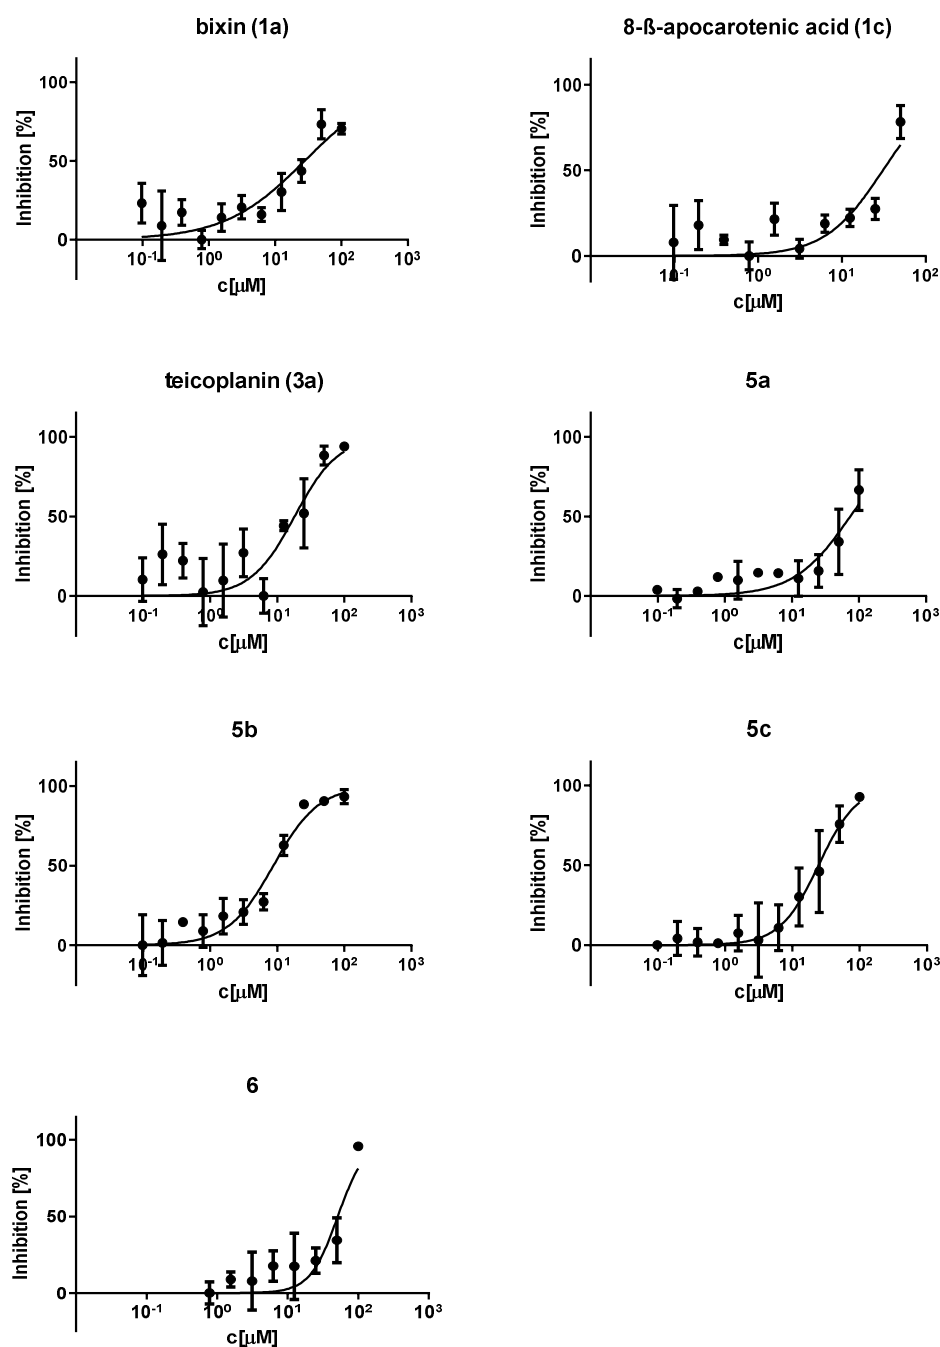 bixin (1a)
Inhibition [%]
100
50
0
10⁻¹ 10⁰ 10¹ 10² 10³
c[µM]
8-ß-apocarotenic acid (1c)
Inhibition [%]
100
50
0
10⁻¹ 10⁰ 10¹ 10²
c[µM]
teicoplanin (3a)
Inhibition [%]
100
50
0
10⁻¹ 10⁰ 10¹ 10² 10³
c[µM]
5a
Inhibition [%]
100
50
0
10⁻¹ 10⁰ 10¹ 10² 10³
c[µM]
5b
Inhibition [%]
100
50
0
10⁻¹ 10⁰ 10¹ 10² 10³
c[µM]
5c
Inhibition [%]
100
50
0
10⁻¹ 10⁰ 10¹ 10² 10³
c[µM]
6
Inhibition [%]
100
50
0
10⁻¹ 10⁰ 10¹ 10² 10³
c[µM]